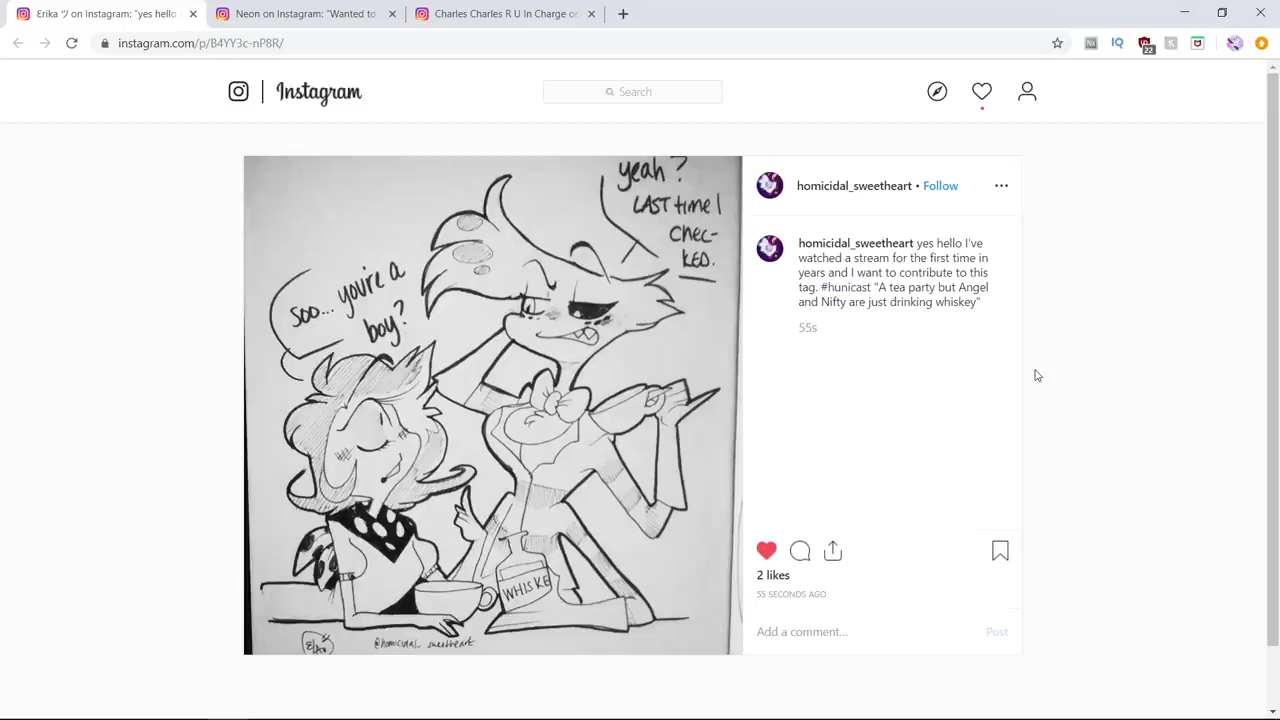 Erika ツ on Instagram: "yes hello
Neon on Instagram: "Wanted to
Charles Charles R U In Charge or
instagram.com/p/B4YY3c-nP8R/
22
Instagram
Search
yeah?
LAST time I
chec-
KED.
soo... you're a
boy?
WHISKE
@homicidal_sweetheart
homicidal_sweetheart • Follow
homicidal_sweetheart yes hello I've
watched a stream for the first time in
years and I want to contribute to this
tag. #hunicast "A tea party but Angel
and Nifty are just drinking whiskey"
55s
2 likes
55 SECONDS AGO
Add a comment...
Post